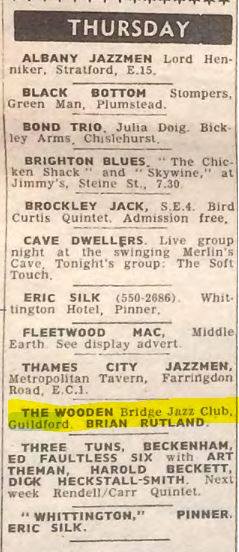 THURSDAY
ALBANY JAZZMEN Lord Hen-
niker, Stratford, E.15.
BLACK BOTTOM Stompers,
Green Man, Plumstead.
BOND TRIO. Julia Doig. Bick-
ley Arms, Chislehurst.
BRIGHTON BLUES. "The Chic-
ken Shack" and "Skywine," at
Jimmy's, Steine St., 7.30.
BROCKLEY JACK, S.E.4. Bird
Curtis Quintet. Admission free.
CAVE DWELLERS. Live group
night at the swinging Merlin's
Cave. Tonight's group: The Soft
Touch.
ERIC SILK (550-2686). Whit-
tington Hotel, Pinner.
FLEETWOOD MAC, Middle
Earth. See display advert.
THAMES CITY JAZZMEN,
Metropolitan Tavern, Farringdon
Road, E.C.1.
THE WOODEN Bridge Jazz Club,
Guildford. BRIAN RUTLAND.
THREE TUNS, BECKENHAM,
ED FAULTLESS SIX with ART
THEMAN, HAROLD BECKETT,
DICK HECKSTALL-SMITH. Next
week Rendell/Carr Quintet.
"WHITTINGTON," PINNER.
ERIC SILK.